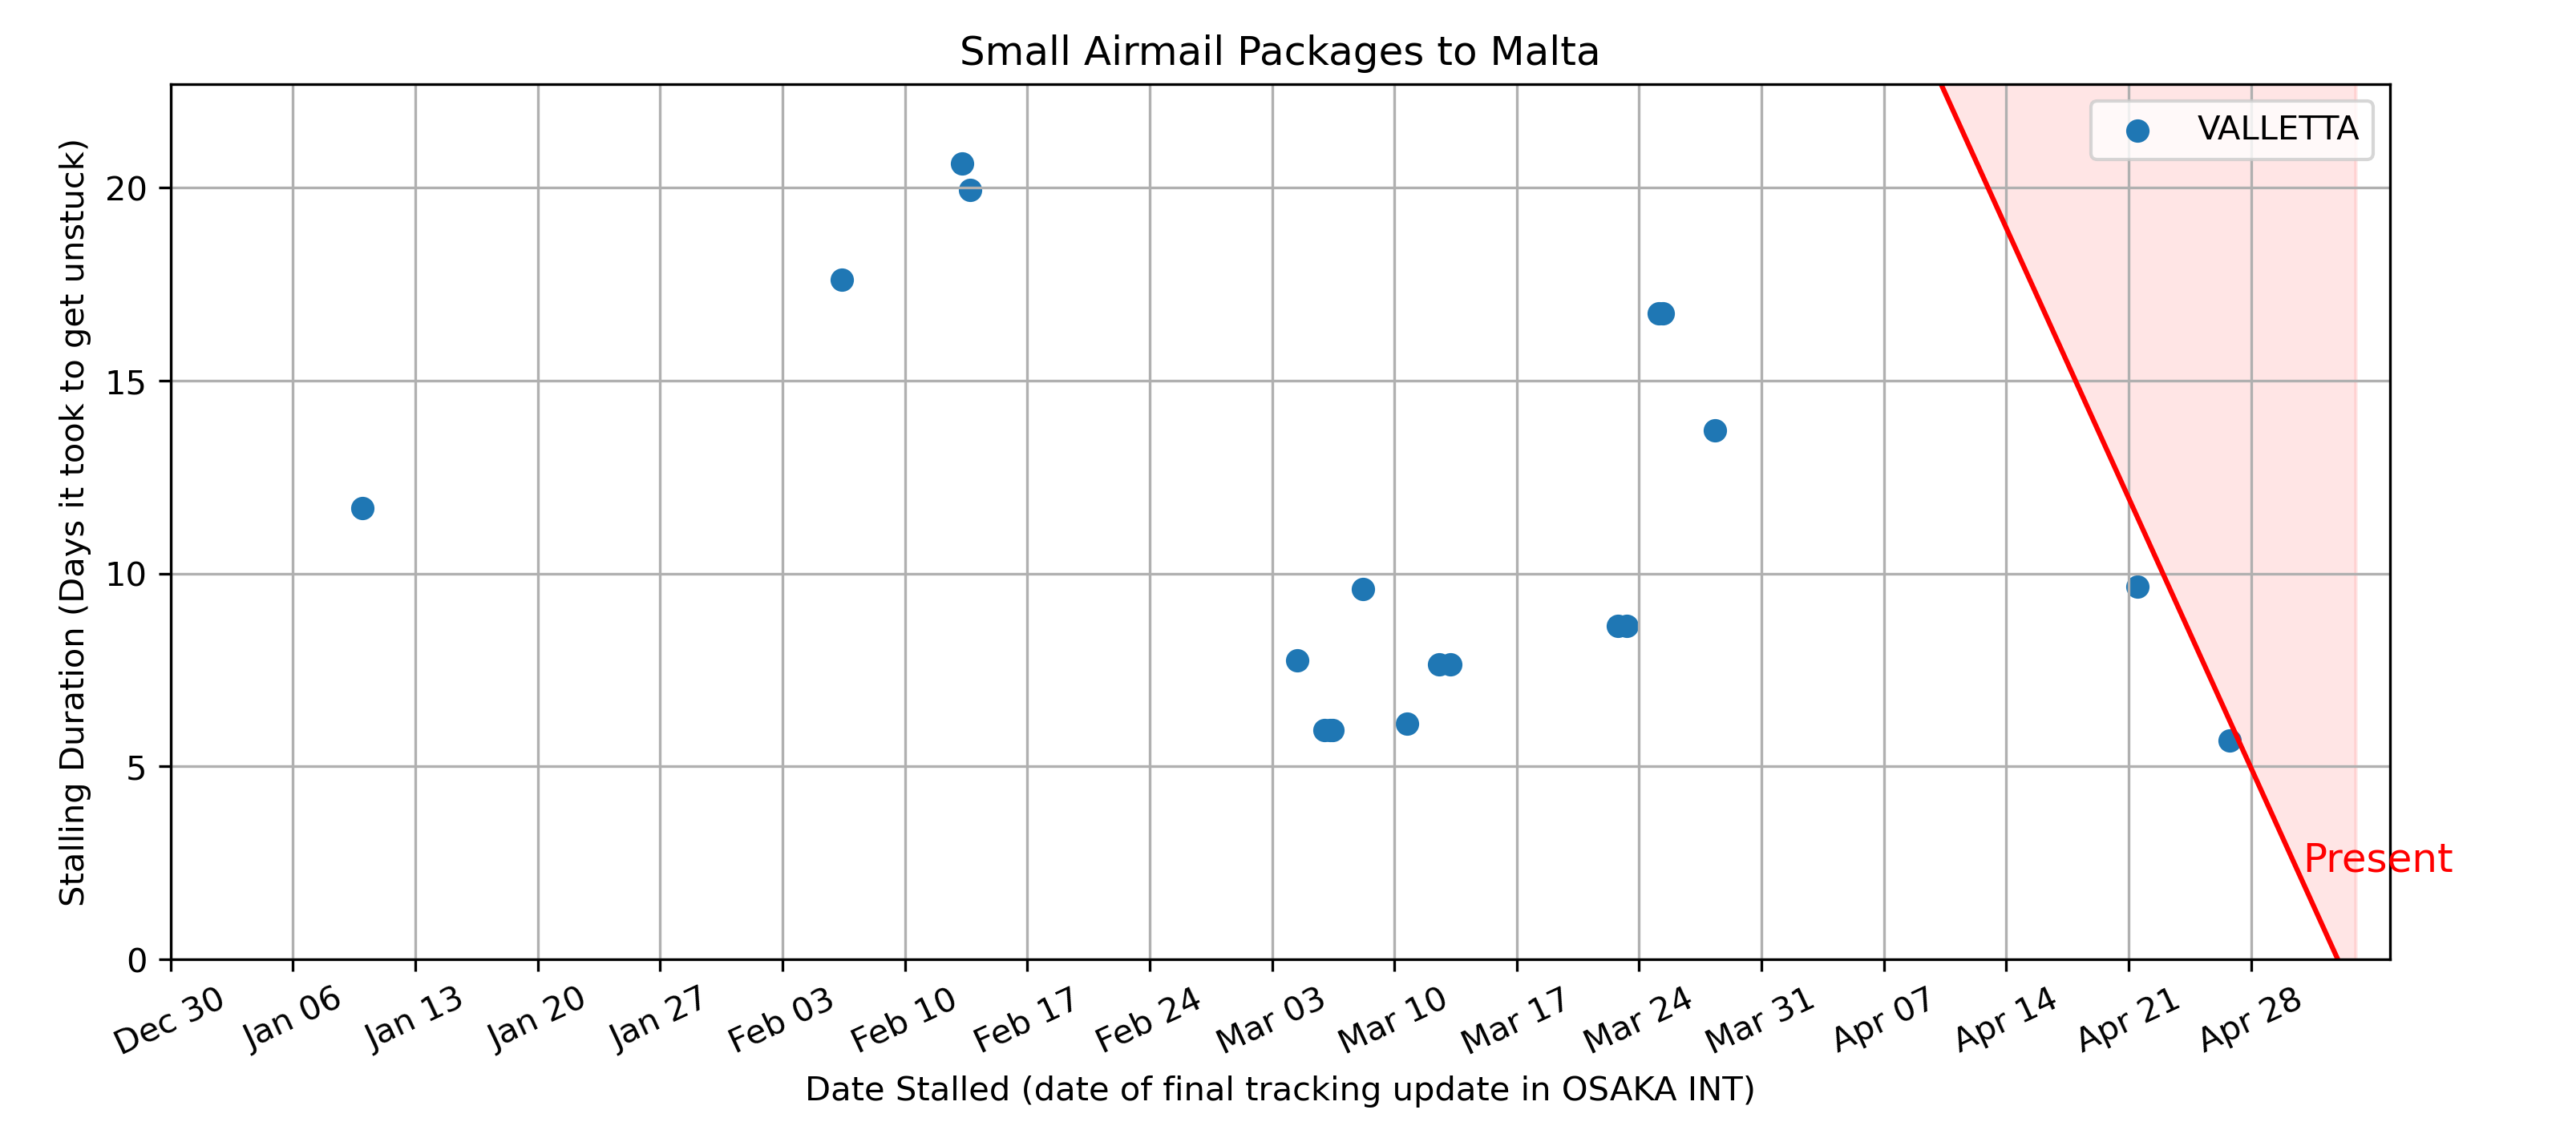 Small Airmail Packages to Malta
VALLETTA
Stalling Duration (Days it took to get unstuck)
20
15
10
5
0
Present
Dec 30 Jan 06 Jan 13 Jan 20 Jan 27 Feb 03 Feb 10 Feb 17 Feb 24 Mar 03 Mar 10 Mar 17 Mar 24 Mar 31 Apr 07 Apr 14 Apr 21 Apr 28
Date Stalled (date of final tracking update in OSAKA INT)